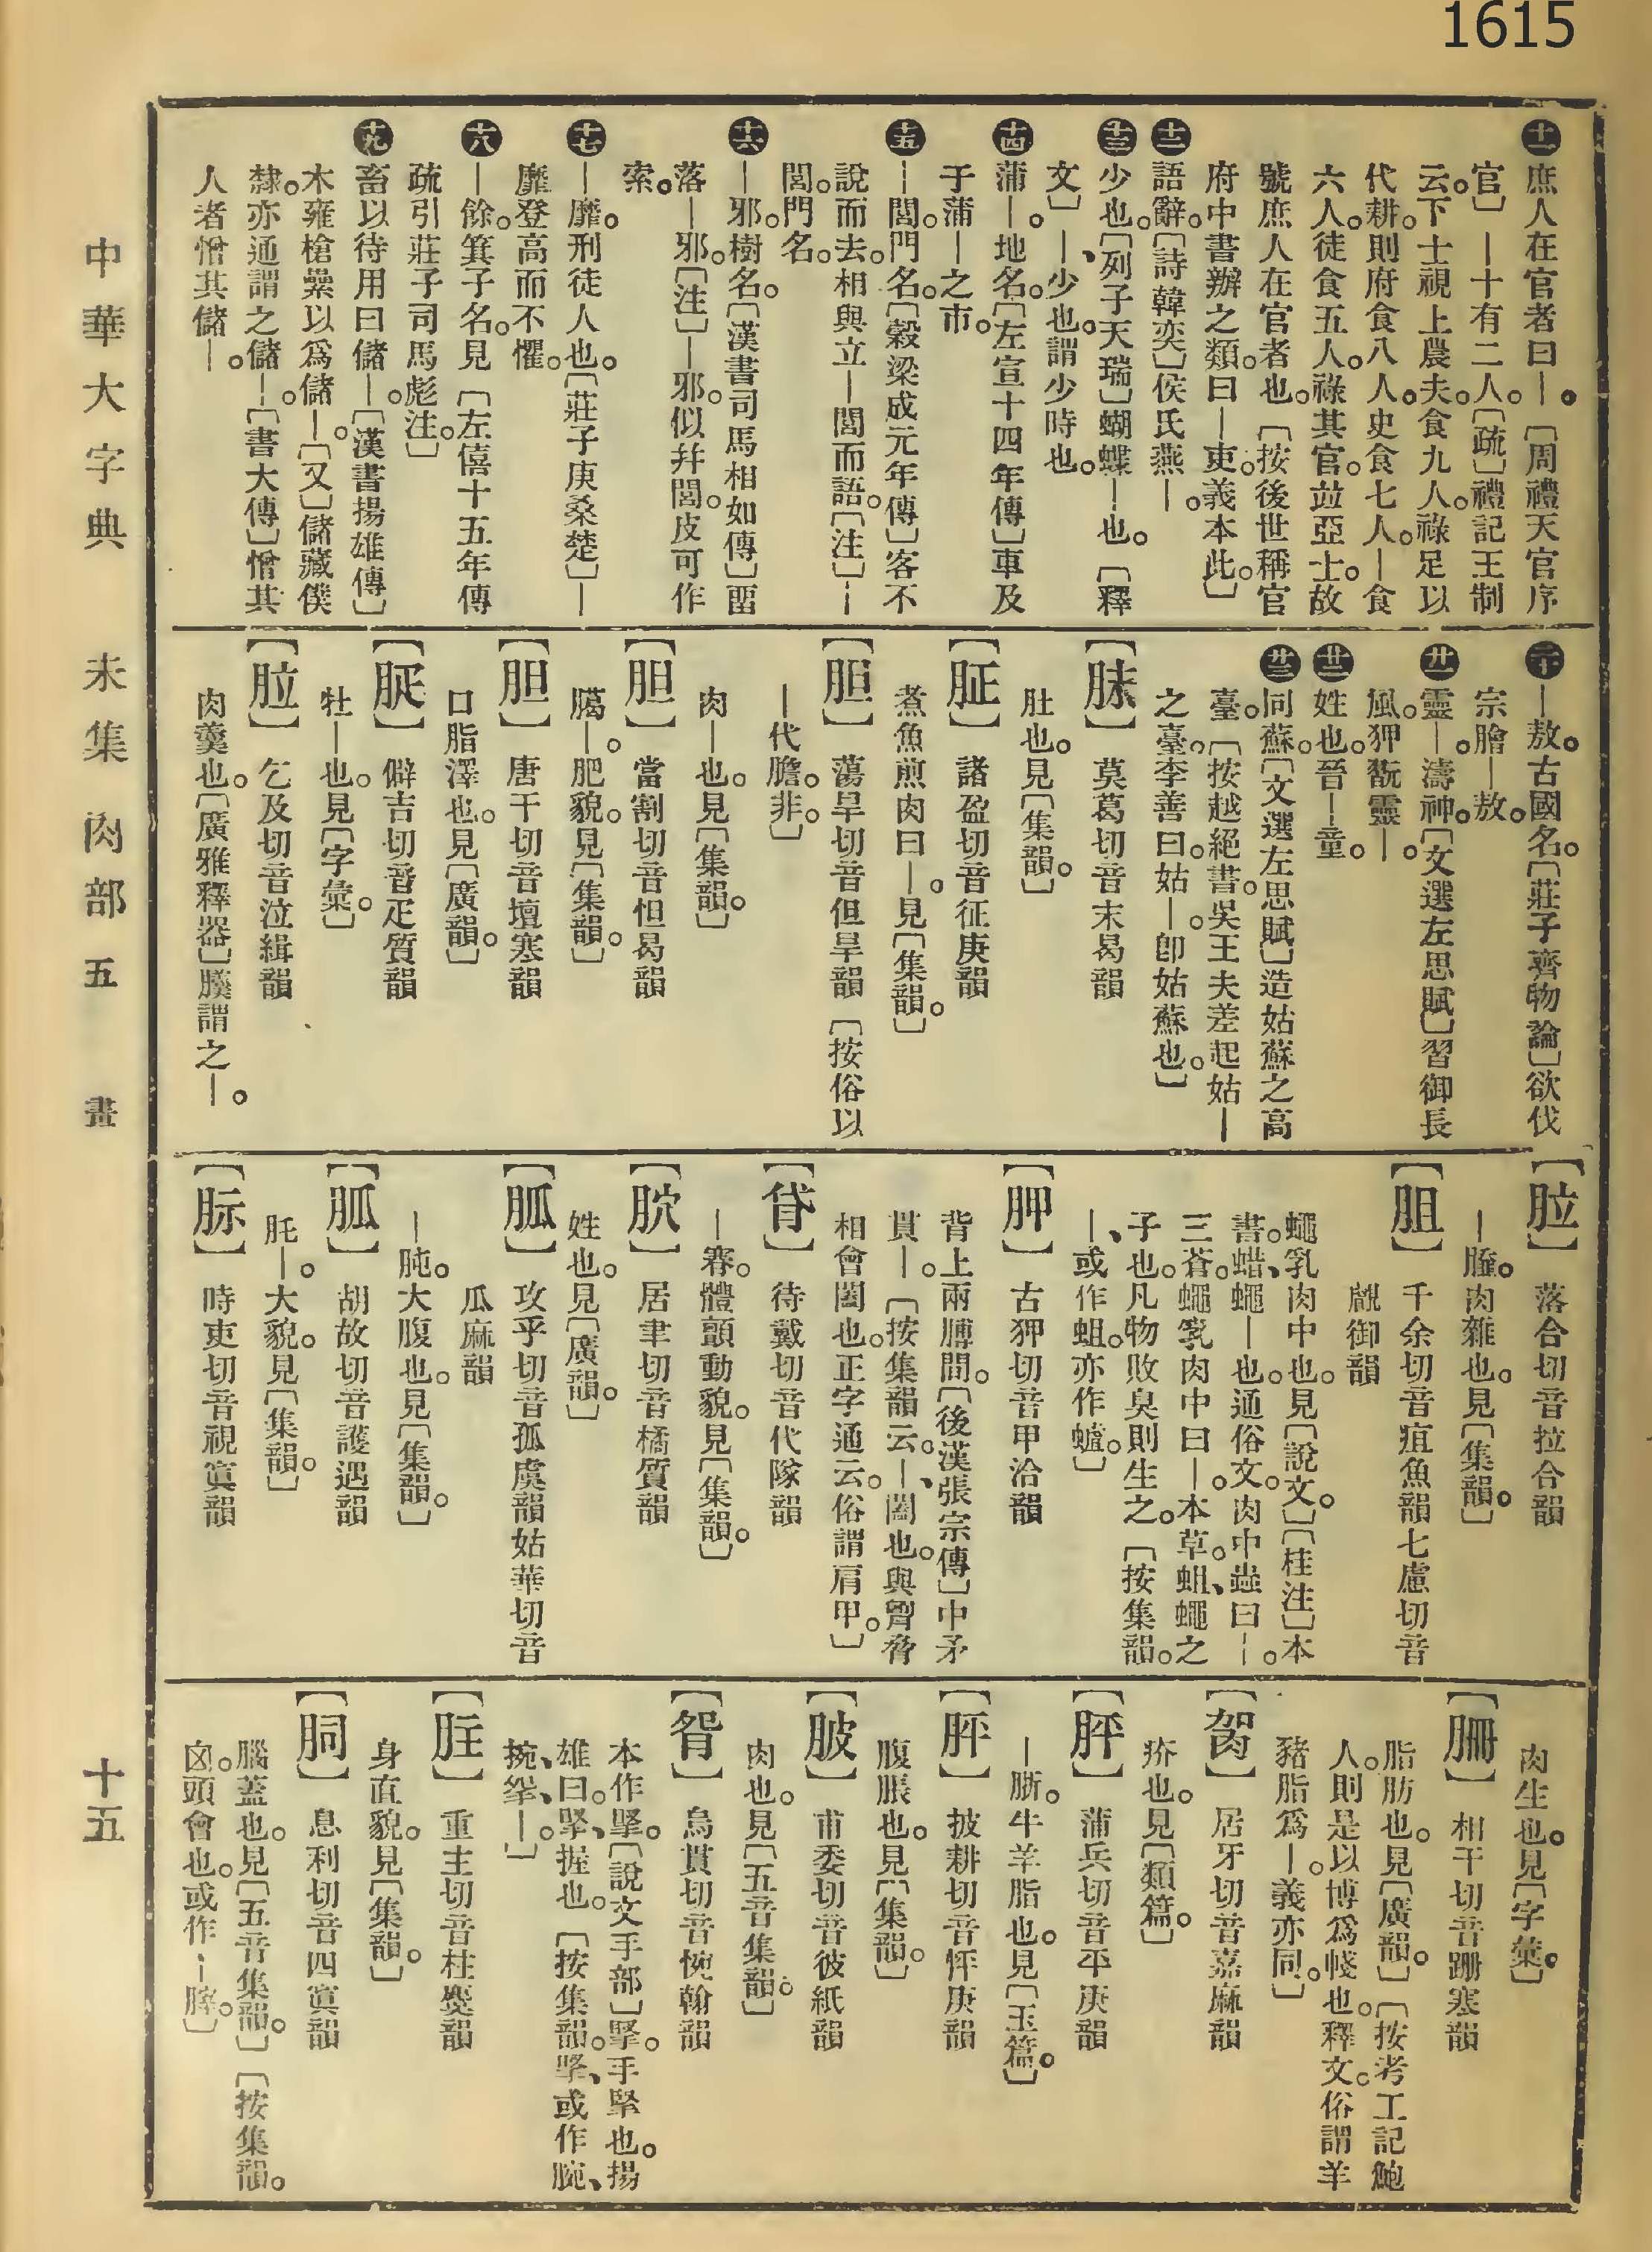 1615
中華大字典 未集 肉部 五畫 十五
⑪庶人在官者曰—。〔周禮天官序
官〕—十有二人。〔疏〕禮記王制
云。下士視上農夫。食九人。祿足以
代耕。則府食八人。史食七人。—食
六人。徒食五人。祿其官。並亞士。故
號庶人在官者也。〔按後世稱官
府中書辦之類。曰—吏。義本此。〕
⑫語辭。〔詩韓奕〕侯氏燕—。
⑬少也。〔列子天瑞〕蝴蝶—也。〔釋
文〕—、少也。謂少時也。
⑭蒲—。地名。〔左宣十四年傳〕車及
子蒲—之市。
⑮—閭。門名。〔穀梁成元年傳〕客不
說而去。相與立—閭而語。〔注〕—
閭。門名。
⑯—邪。樹名。〔漢書司馬相如傳〕畱
落—邪。〔注〕—邪。似幷閭。皮可作
索。
⑰—靡。刑徒人也。〔莊子庚桑楚〕—
靡登高而不懼。
⑱—餘。箕子名。見〔左僖十五年傳
疏引莊子司馬彪注。〕
⑲畜以待用曰儲—。〔漢書揚雄傳〕
木雍槍纍以爲儲—。〔又〕儲藏僕
隸。亦通謂之儲—。〔書大傳〕憎其
人者憎其儲—。
⑳—敖。古國名。〔莊子齊物論〕欲伐
宗膾—敖。
㉑靈—。濤神。〔文選左思賦〕習御長
風。狎翫靈—。
㉒姓也。晉—童。
㉓同蘇。〔文選左思賦〕造姑蘇之高
臺。〔按越絕書。吳王夫差起姑—
之臺。李善曰。姑—。卽姑蘇也。〕
【䏞】莫葛切音末曷韻
肚也。見〔集韻。〕
【䏣】諸盈切音征庚韻
煮魚煎肉曰—。見〔集韻。〕
【胆】蕩旱切音但旱韻〔按俗以
—代膽。非。〕
【胆】當割切音怛曷韻
肉—也。見〔集韻。〕
臈—。肥貌。見〔集韻。〕
【胆】唐干切音壇寒韻
口脂澤也。見〔廣韻。〕
【𦙾】僻吉切音疋質韻
牡—也。見〔字彙。〕
【䏠】乞及切音泣緝韻
肉羹也。〔廣雅釋器〕膭謂之—。
【䏠】落合切音拉合韻
—䐛。肉雜也。見〔集韻。〕
【胆】千余切音疽魚韻七慮切音
覷御韻
蠅乳肉中也。見〔說文。〕〔桂注〕本
書。蜡、蠅—也。通俗文。肉中蟲曰—。
三蒼。蠅乳肉中曰—。本草。蛆、蠅之
子也。凡物敗臭則生之。〔按集韻。
—、或作蛆。亦作蠦。〕
【胛】古狎切音甲洽韻
背上兩膊間。〔後漢張宗傳〕中矛
貫—。〔按集韻云。—、闔也。與胷脅
相會闔也。正字通云。俗謂肩甲。〕
【䏭】待戴切音代隊韻
—䐉。體顫動貌。見〔集韻。〕
【䏐】居聿切音橘質韻
姓也。見〔廣韻。〕
【胍】攻乎切音孤虞韻姑華切音
瓜麻韻
—肫。大腹也。見〔集韻。〕
【胍】胡故切音護遇韻
䏜—。大貌。見〔集韻。〕
【䏡】時吏切音視寘韻
肉生也。見〔字彙。〕
【䏼】相干切音跚寒韻
脂肪也。見〔廣韻。〕〔按考工記鮑
人。則是以博爲帴也。釋文。俗謂羊
豬脂爲—。義亦同。〕
【𦙲】居牙切音嘉麻韻
疥也。見〔類篇。〕
【胓】蒲兵切音平庚韻
—䏶。牛羊脂也。見〔玉篇。〕
【胓】披耕切音怦庚韻
腹脹也。見〔集韻。〕
【䏢】甫委切音彼紙韻
肉也。見〔五音集韻。〕
【䏍】烏貫切音惋翰韻
本作掔。〔說文手部〕掔。手掔也。揚
雄曰。掔、握也。〔按集韻。掔、或作腕、
捥、𢯲、—。〕
【䏝】重主切音柱麌韻
身直貌。見〔集韻。〕
【䏤】息利切音四寘韻
腦蓋也。見〔五音集韻。〕〔按集韻。
囟。頭會也。或作—䏵。〕